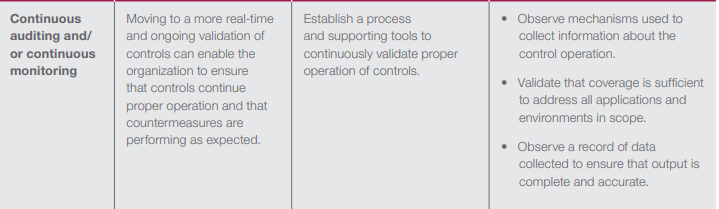 Continuous
auditing and/
or continuous
monitoring
Moving to a more real-time
and ongoing validation of
controls can enable the
organization to ensure
that controls continue
proper operation and that
countermeasures are
performing as expected.
Establish a process
and supporting tools to
continuously validate proper
operation of controls.
• Observe mechanisms used to
collect information about the
control operation.
• Validate that coverage is sufficient
to address all applications and
environments in scope.
• Observe a record of data
collected to ensure that output is
complete and accurate.